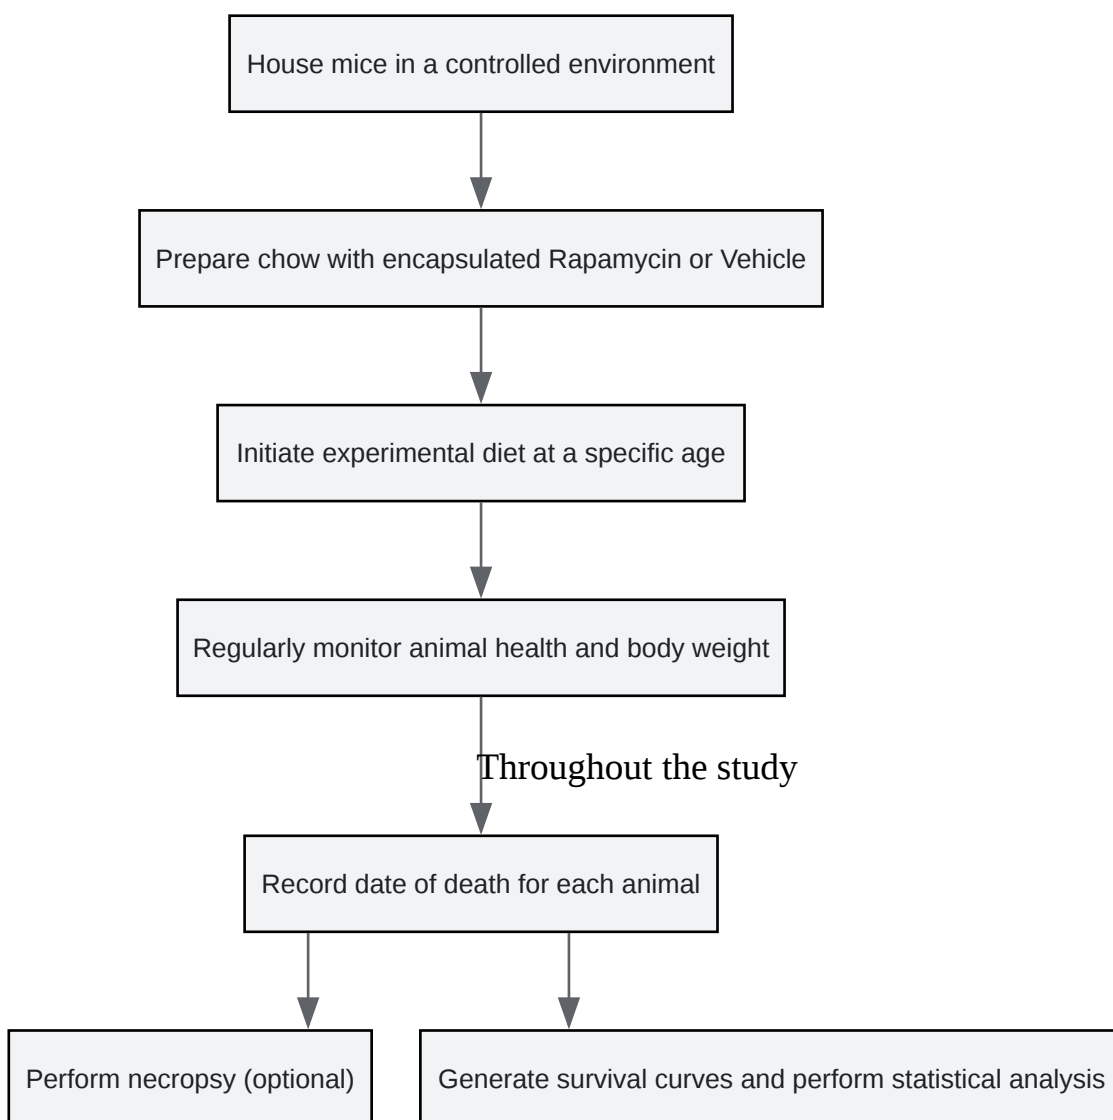 House mice in a controlled environment
Prepare chow with encapsulated Rapamycin or Vehicle
Initiate experimental diet at a specific age
Regularly monitor animal health and body weight
Throughout the study
Record date of death for each animal
Perform necropsy (optional)
Generate survival curves and perform statistical analysis